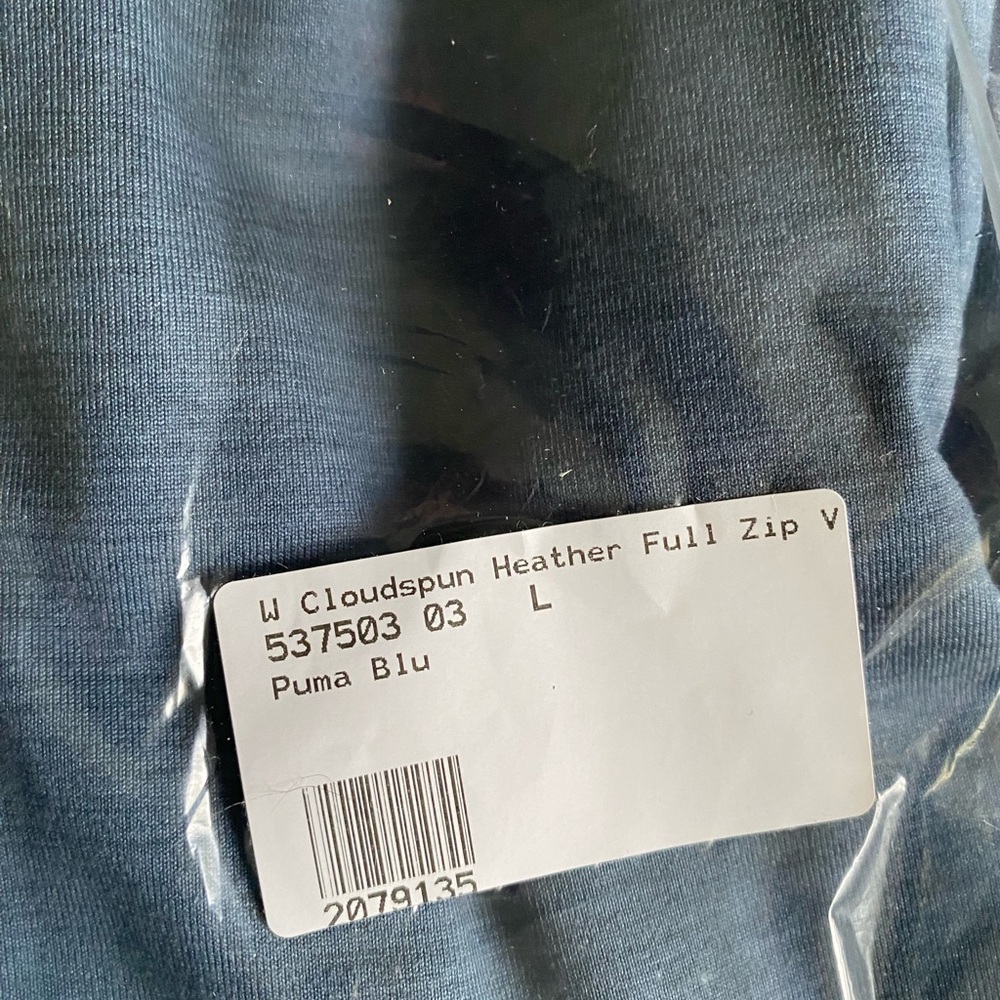 W Cloudspun Heather Full Zip V
537503 03 L
Puma Blu
2079135